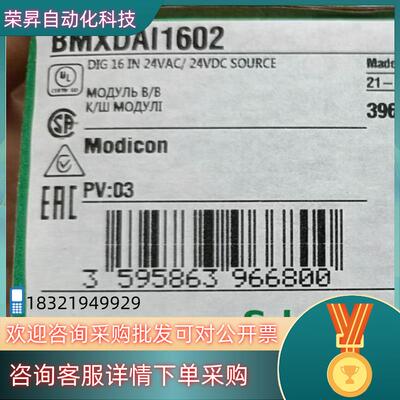 荣昇自动化科技
BMXDAI1602
DIG 16 IN 24VAC/ 24VDC SOURCE
Made
21-
МОДУЛЬ В/В
К/Ш МОДУЛІ
396
UL
Modicon
EAC
PV:03
3 595863 966800
18321949929
欢迎咨询采购批发可对公开票
咨询客服详情下单采购